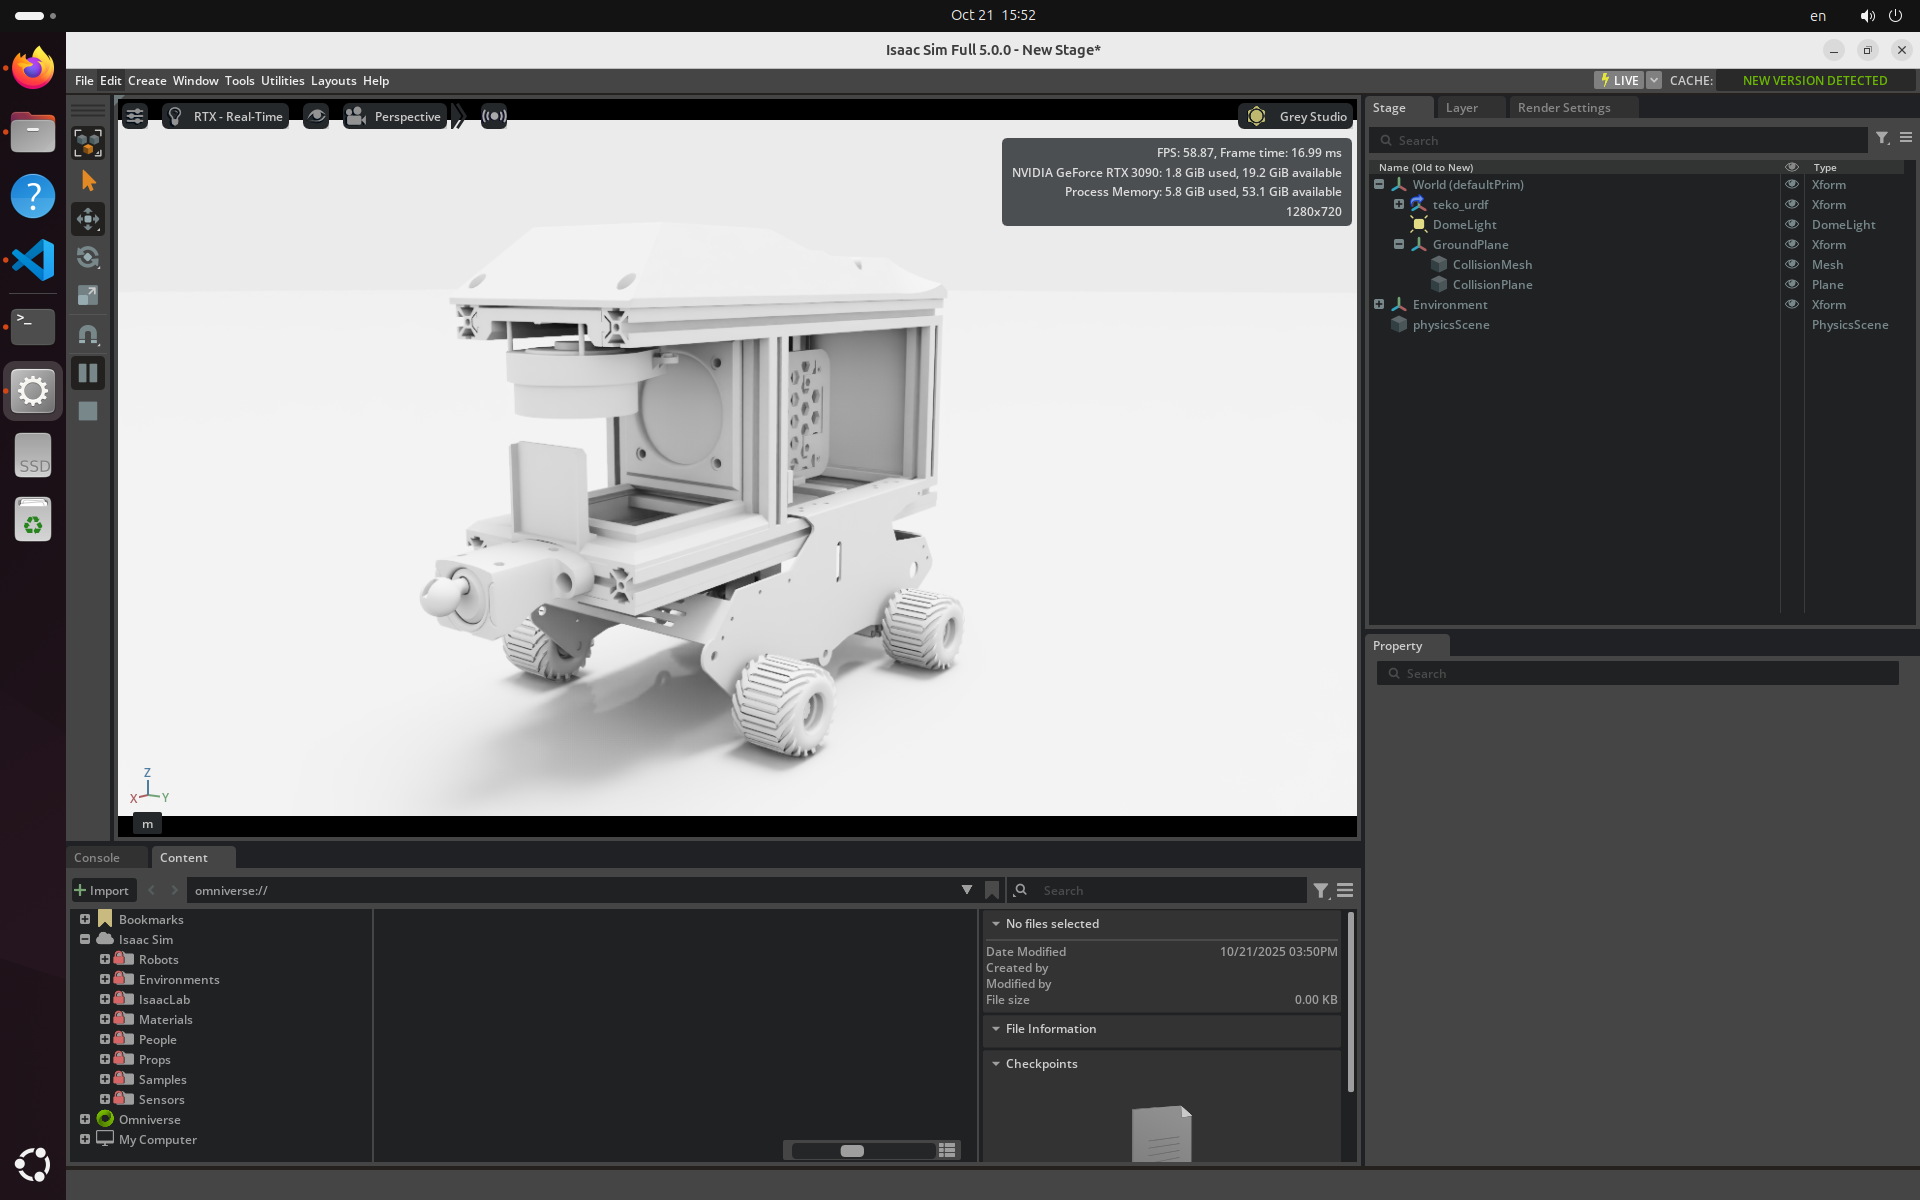 Oct 21 15:52
en
Isaac Sim Full 5.0.0 - New Stage*
File Edit Create Window Tools Utilities Layouts Help
LIVE CACHE: NEW VERSION DETECTED
RTX - Real-Time Perspective
Grey Studio
FPS: 58.87, Frame time: 16.99 ms
NVIDIA GeForce RTX 3090: 1.8 GiB used, 19.2 GiB available
Process Memory: 5.8 GiB used, 53.1 GiB available
1280x720
Z
X Y
m
Stage Layer Render Settings
Search
Name (Old to New) Type
World (defaultPrim) Xform
teko_urdf Xform
DomeLight DomeLight
GroundPlane Xform
CollisionMesh Mesh
CollisionPlane Plane
Environment Xform
physicsScene PhysicsScene
Property
Search
Console Content
Import omniverse:// Search
Bookmarks
Isaac Sim
Robots
Environments
IsaacLab
Materials
People
Props
Samples
Sensors
Omniverse
My Computer
No files selected
Date Modified 10/21/2025 03:50PM
Created by
Modified by
File size 0.00 KB
File Information
Checkpoints
SSD